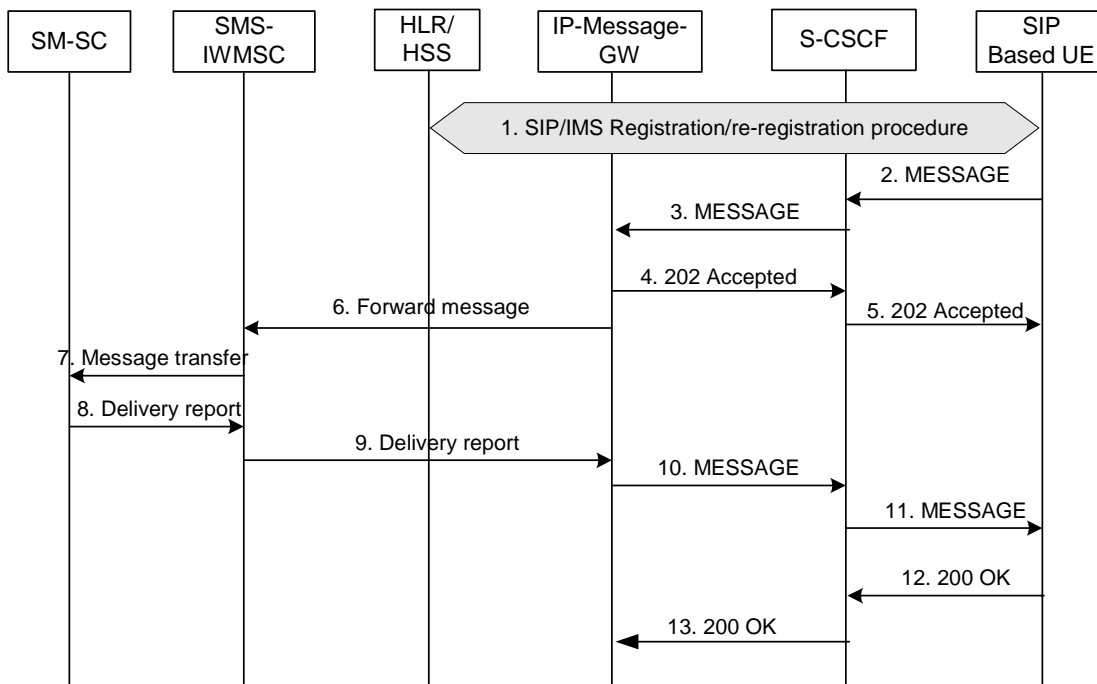 SM-SC
SMS-
IWMSC
HLR/
HSS
IP-Message-
GW
S-CSCF
SIP
Based UE
1. SIP/IMS Registration/re-registration procedure
2. MESSAGE
3. MESSAGE
4. 202 Accepted
5. 202 Accepted
6. Forward message
7. Message transfer
8. Delivery report
9. Delivery report
10. MESSAGE
11. MESSAGE
12. 200 OK
13. 200 OK